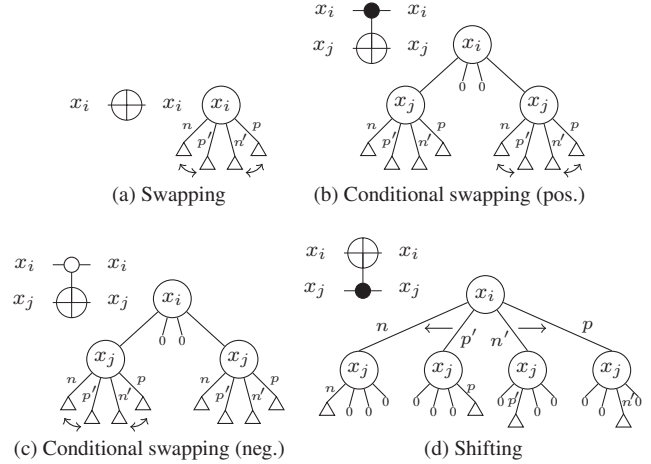 x_i x_i
x_j x_j
x_i
0 0
x_j x_j
n p' n' p
x_i x_i x_i
n p' n' p n p' n' p
(a) Swapping (b) Conditional swapping (pos.)
x_i x_i
x_j x_j
x_i
0 0
x_j x_j
n p' n' p n p' n' p
(c) Conditional swapping (neg.)
x_i x_i
x_j x_j
x_i
n p' n' p
x_j x_j x_j x_j
n 0 0 0 0 0 0 p 0 p' 0 0 0 0 n' 0
(d) Shifting